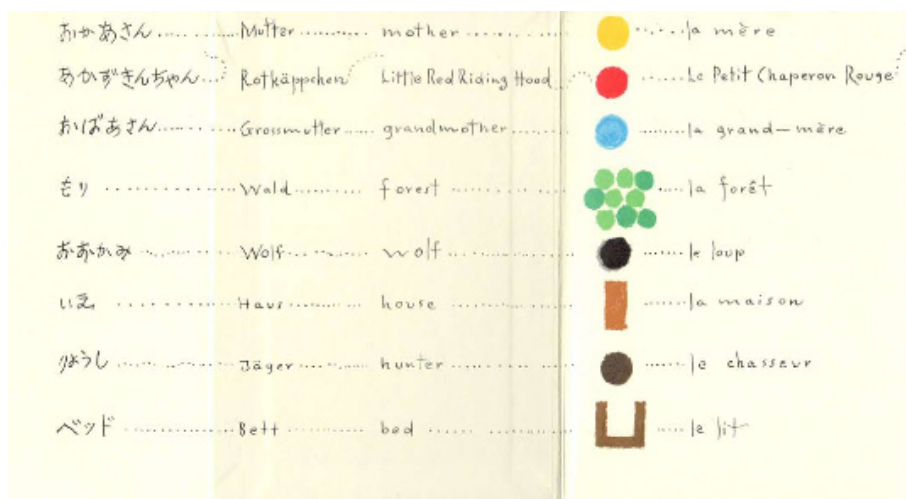 おかあさん ........ Mutter .......... mother ............ la mère
あかずきんちゃん ... Rotkäppchen ... Little Red Riding Hood ... Le Petit Chaperon Rouge
おばあさん ........ Grossmutter ..... grandmother .......... la grand-mère
もり ............ Wald .......... forest ............ la forêt
おおかみ .......... Wolf .......... wolf ............ le loup
いえ ............ Haus .......... house ............ la maison
りょうし .......... Jäger .......... hunter ............ le chasseur
ベッド ............ Bett .......... bed ............ le lit